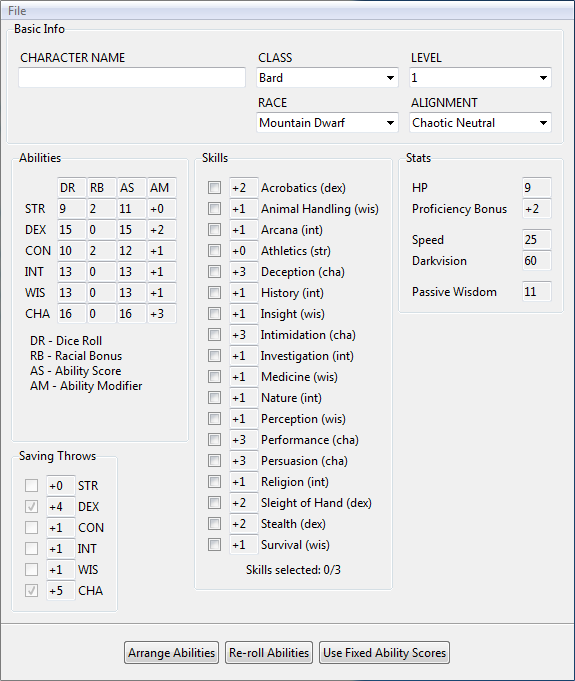 File
Basic Info
CHARACTER NAME CLASS LEVEL
Bard 1
RACE ALIGNMENT
Mountain Dwarf Chaotic Neutral
Abilities
DR RB AS AM
STR 9 2 11 +0
DEX 15 0 15 +2
CON 10 2 12 +1
INT 13 0 13 +1
WIS 13 0 13 +1
CHA 16 0 16 +3
DR - Dice Roll
RB - Racial Bonus
AS - Ability Score
AM - Ability Modifier
Saving Throws
+0 STR
+4 DEX
+1 CON
+1 INT
+1 WIS
+5 CHA
Skills
+2 Acrobatics (dex)
+1 Animal Handling (wis)
+1 Arcana (int)
+0 Athletics (str)
+3 Deception (cha)
+1 History (int)
+1 Insight (wis)
+3 Intimidation (cha)
+1 Investigation (int)
+1 Medicine (wis)
+1 Nature (int)
+1 Perception (wis)
+3 Performance (cha)
+3 Persuasion (cha)
+1 Religion (int)
+2 Sleight of Hand (dex)
+2 Stealth (dex)
+1 Survival (wis)
Skills selected: 0/3
Stats
HP 9
Proficiency Bonus +2
Speed 25
Darkvision 60
Passive Wisdom 11
Arrange Abilities Re-roll Abilities Use Fixed Ability Scores